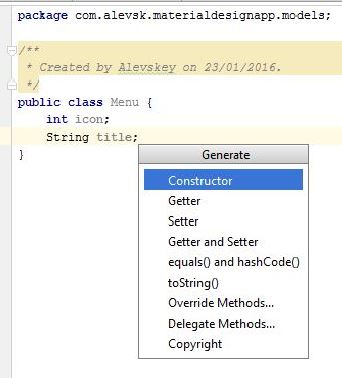 package com.alevsk.materialdesignapp.models;
/**
* Created by Alevskey on 23/01/2016.
*/
public class Menu {
int icon;
String title;
}
Generate
Constructor
Getter
Setter
Getter and Setter
equals() and hashCode()
toString()
Override Methods...
Delegate Methods...
Copyright